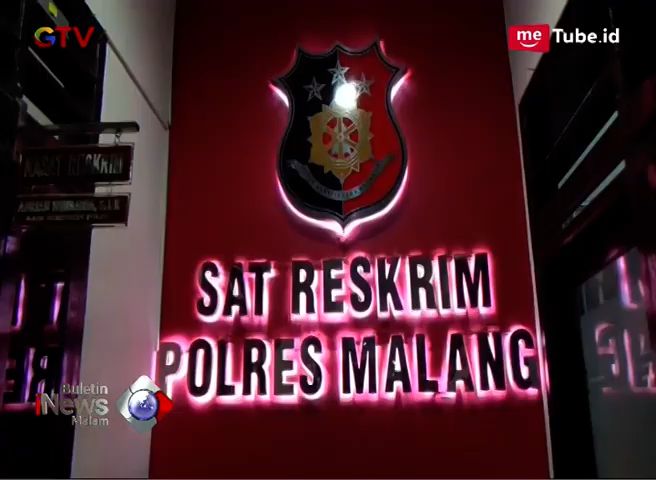 GTV
me Tube.id
KASAT RESKRIM
SAT RESKRIM
POLRES MALANG
Buletin
iNews
Malam